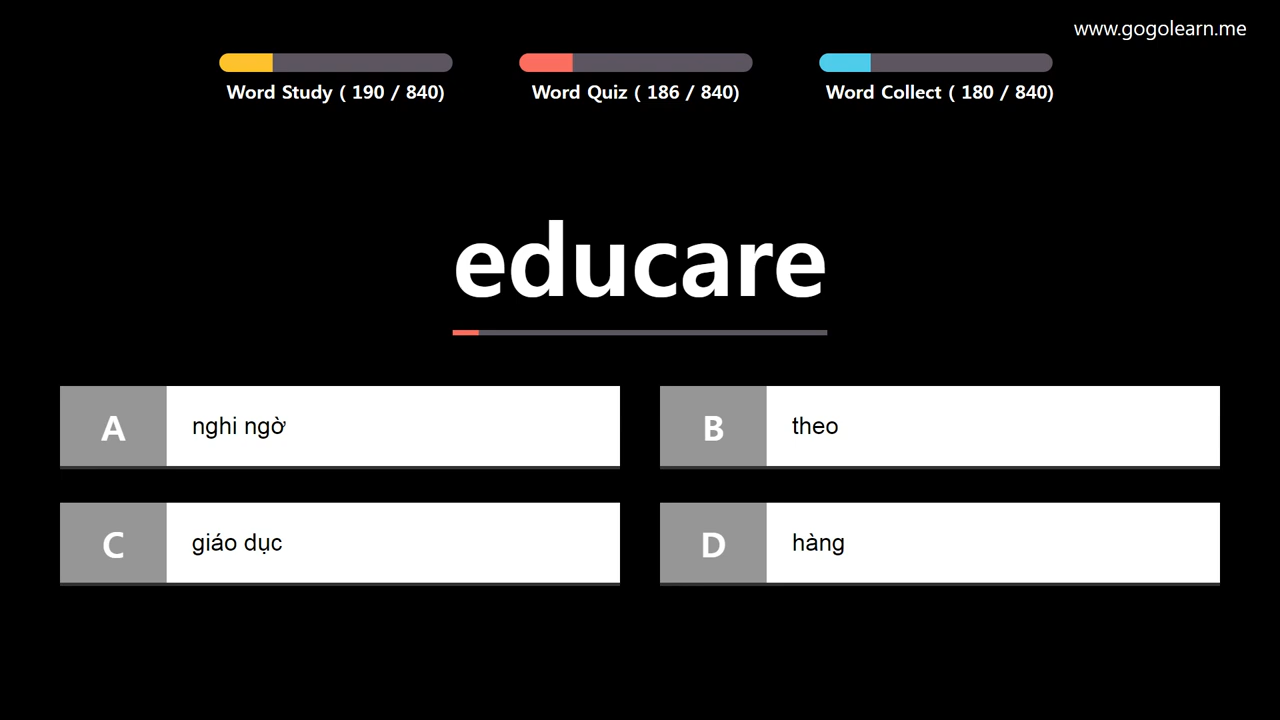 www.gogolearn.me
Word Study ( 190 / 840)
Word Quiz ( 186 / 840)
Word Collect ( 180 / 840)
educare
A nghi ngờ
B theo
C giáo dục
D hàng